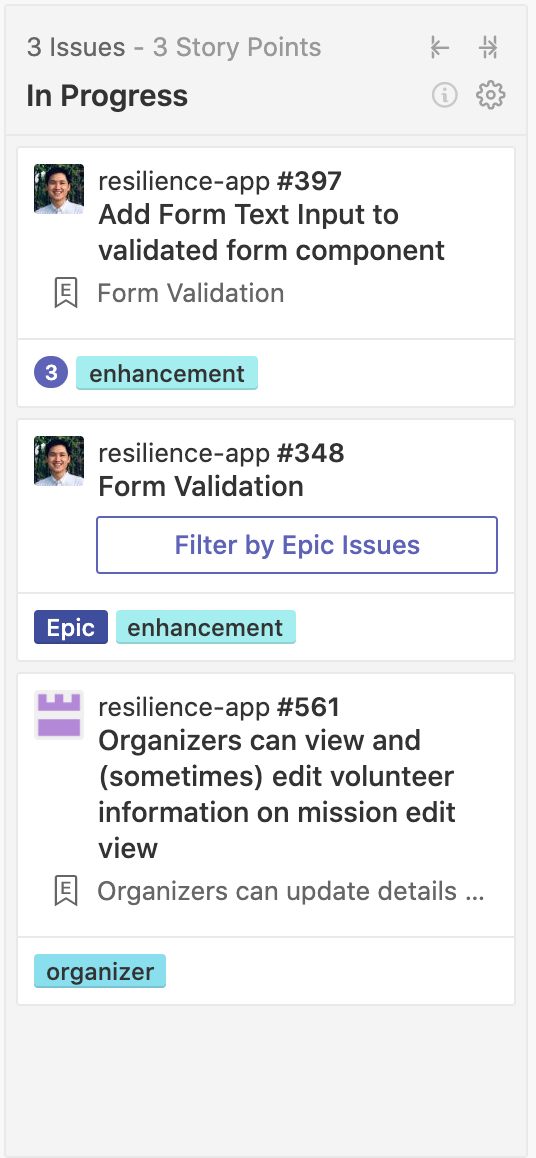 3 Issues - 3 Story Points
In Progress
resilience-app #397
Add Form Text Input to
validated form component
E Form Validation
3 enhancement
resilience-app #348
Form Validation
Filter by Epic Issues
Epic enhancement
resilience-app #561
Organizers can view and
(sometimes) edit volunteer
information on mission edit
view
E Organizers can update details ...
organizer